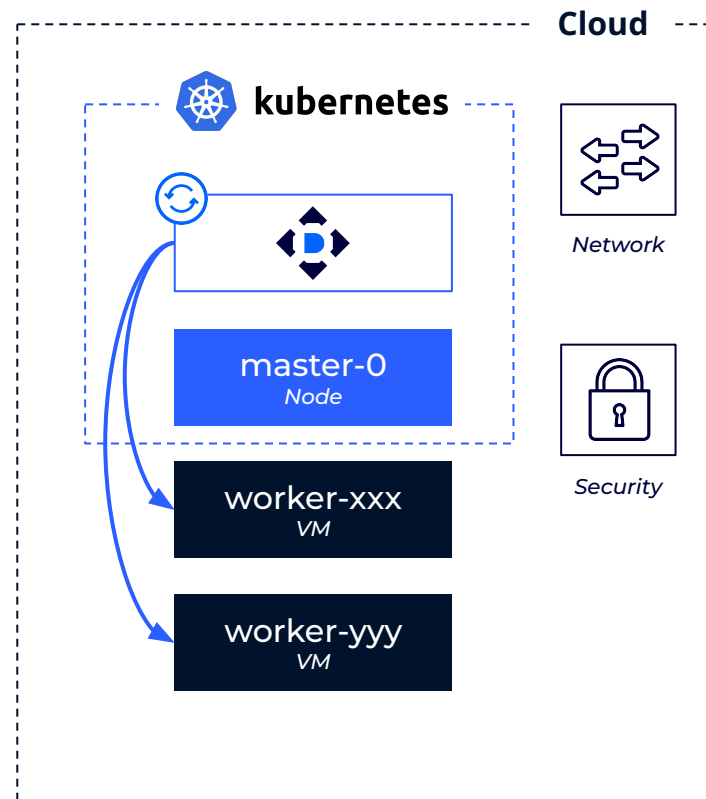 Cloud
kubernetes
D
Network
master-0
Node
Security
worker-xxx
VM
worker-yyy
VM